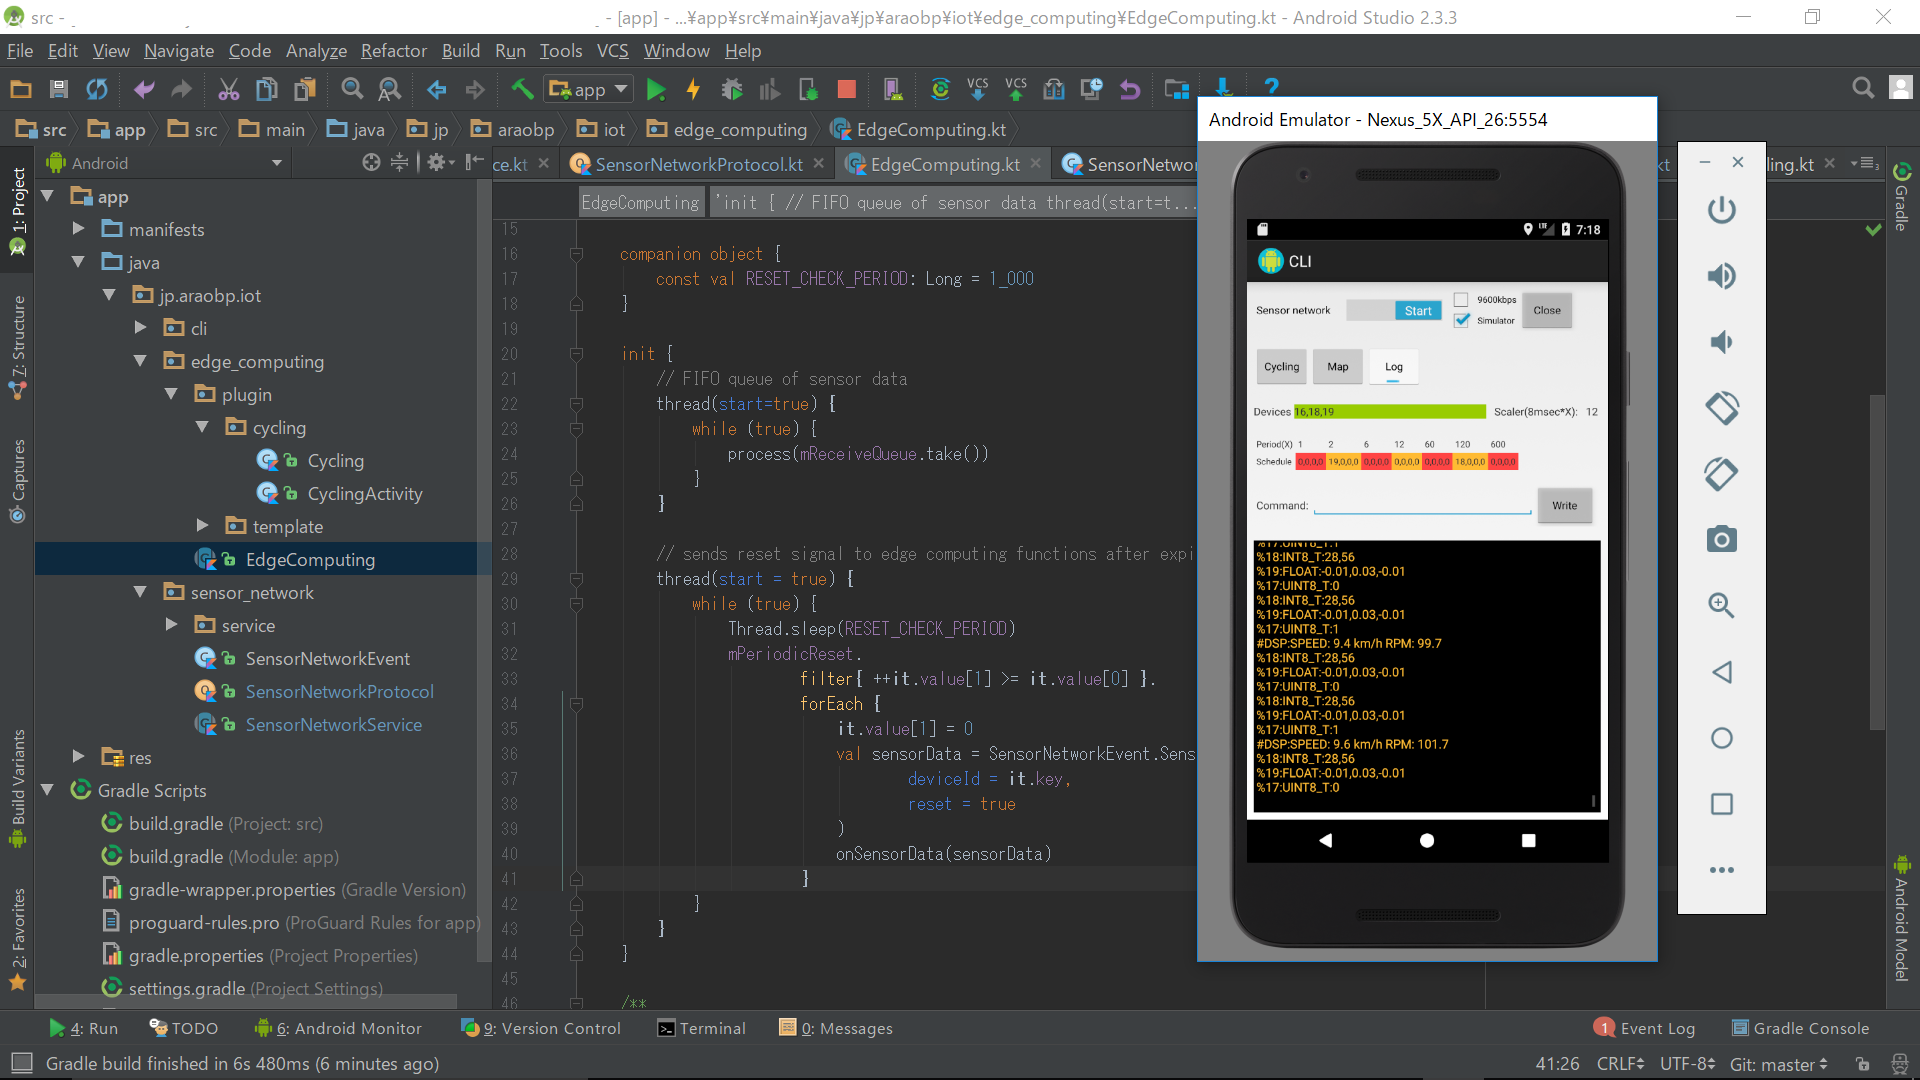 src - [                    ] - [app] - ...¥app¥src¥main¥java¥jp¥araobp¥iot¥edge_computing¥EdgeComputing.kt - Android Studio 2.3.3
File Edit View Navigate Code Analyze Refactor Build Run Tools VCS Window Help
app
VCS VCS ?
src app src main java jp araobp iot edge_computing EdgeComputing.kt
Android
ce.kt SensorNetworkProtocol.kt EdgeComputing.kt SensorNetwor kt ling.kt
EdgeComputing 'init [ // FIFO queue of sensor data thread(start=t...
1: Project
7: Structure
Captures
Build Variants
2: Favorites
app
manifests
java
jp.araobp.iot
cli
edge_computing
plugin
cycling
Cycling
CyclingActivity
template
EdgeComputing
sensor_network
service
SensorNetworkEvent
SensorNetworkProtocol
SensorNetworkService
res
Gradle Scripts
build.gradle (Project: src)
build.gradle (Module: app)
gradle-wrapper.properties (Gradle Version)
proguard-rules.pro (ProGuard Rules for app)
gradle.properties (Project Properties)
settings.gradle (Project Settings)
15
16 companion object {
17 const val RESET_CHECK_PERIOD: Long = 1_000
18 }
19
20 init {
21 // FIFO queue of sensor data
22 thread(start=true) {
23 while (true) {
24 process(mReceiveQueue.take())
25 }
26 }
27
28 // sends reset signal to edge computing functions after expi
29 thread(start = true) {
30 while (true) {
31 Thread.sleep(RESET_CHECK_PERIOD)
32 mPeriodicReset.
33 filter{ ++it.value[1] >= it.value[0] }.
34 forEach {
35 it.value[1] = 0
36 val sensorData = SensorNetworkEvent.Sens
37 deviceId = it.key,
38 reset = true
39 )
40 onSensorData(sensorData)
41 }
42 }
43 }
44 }
45
46 /**
Android Emulator - Nexus_5X_API_26:5554
LTE 7:18
CLI
Sensor network Start 9600kbps Simulator Close
Cycling Map Log
Devices 16,18,19 Scaler(8msec*X): 12
Period(X) 1 2 6 12 60 120 600
Schedule 0,0,0,0 19,0,0,0 0,0,0,0 0,0,0,0 0,0,0,0 18,0,0,0 0,0,0,0
Command: Write
%17:UINT8_T:1
%18:INT8_T:28,56
%19:FLOAT:-0.01,0.03,-0.01
%17:UINT8_T:0
%18:INT8_T:28,56
%19:FLOAT:-0.01,0.03,-0.01
%17:UINT8_T:1
#DSP:SPEED: 9.4 km/h RPM: 99.7
%18:INT8_T:28,56
%19:FLOAT:-0.01,0.03,-0.01
%17:UINT8_T:0
%18:INT8_T:28,56
%19:FLOAT:-0.01,0.03,-0.01
%17:UINT8_T:1
#DSP:SPEED: 9.6 km/h RPM: 101.7
%18:INT8_T:28,56
%19:FLOAT:-0.01,0.03,-0.01
%17:UINT8_T:0
Gradle
Android Model
4: Run TODO 6: Android Monitor 9: Version Control Terminal 0: Messages 1 Event Log Gradle Console
Gradle build finished in 6s 480ms (6 minutes ago) 41:26 CRLF UTF-8 Git: master